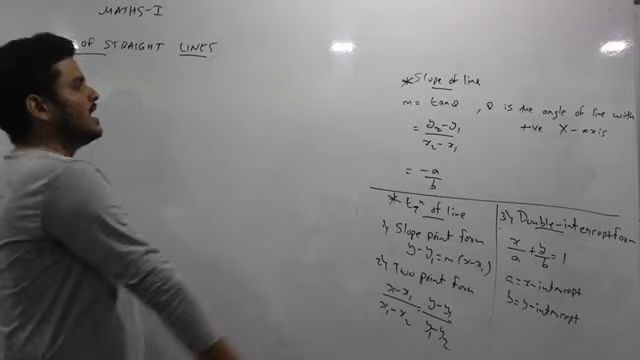 MATHS-I
OF STRAIGHT LINES
* Slope of line
m = tanθ , θ is the angle of line with
+ve X-axis
= y₂-y₁ / x₂-x₁
= -a / b
* Eqⁿ of line
1) Slope point form
y-y₁ = m(x-x₁)
2) Two point form
x-x₁ / x₁-x₂ = y-y₁ / y₁-y₂
3) Double-intercept form
x/a + y/b = 1
a = x-intercept
b = y-intercept